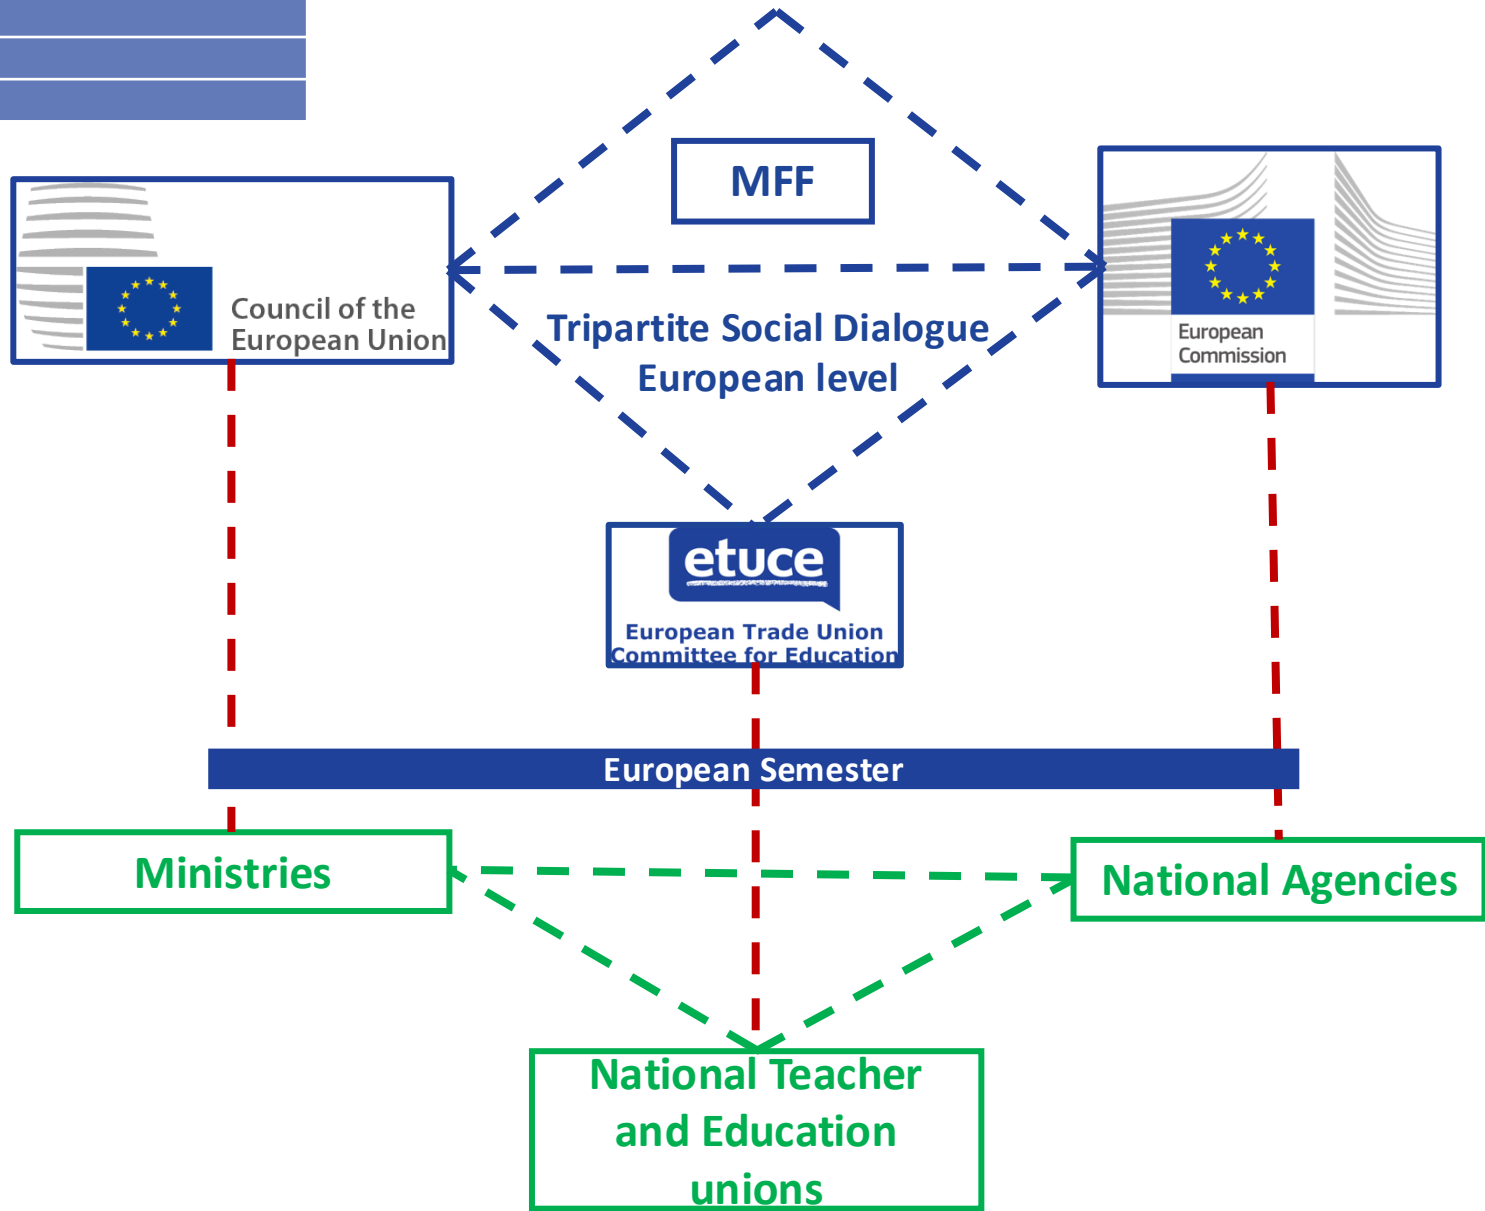 MFF
Council of the
European Union
Tripartite Social Dialogue
European level
European
Commission
etuce
European Trade Union
Committee for Education
European Semester
Ministries
National Agencies
National Teacher
and Education
unions